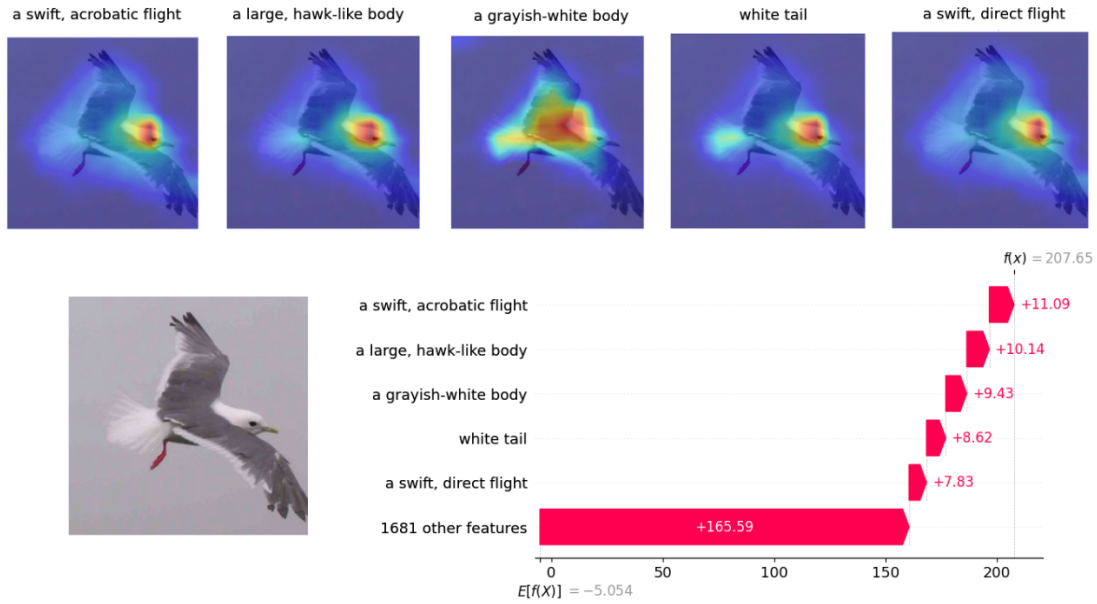 a swift, acrobatic flight
a large, hawk-like body
a grayish-white body
white tail
a swift, direct flight
f(x) = 207.65
a swift, acrobatic flight
+11.09
a large, hawk-like body
+10.14
a grayish-white body
+9.43
white tail
+8.62
a swift, direct flight
+7.83
1681 other features
+165.59
0 50 100 150 200
E[f(X)] = −5.054